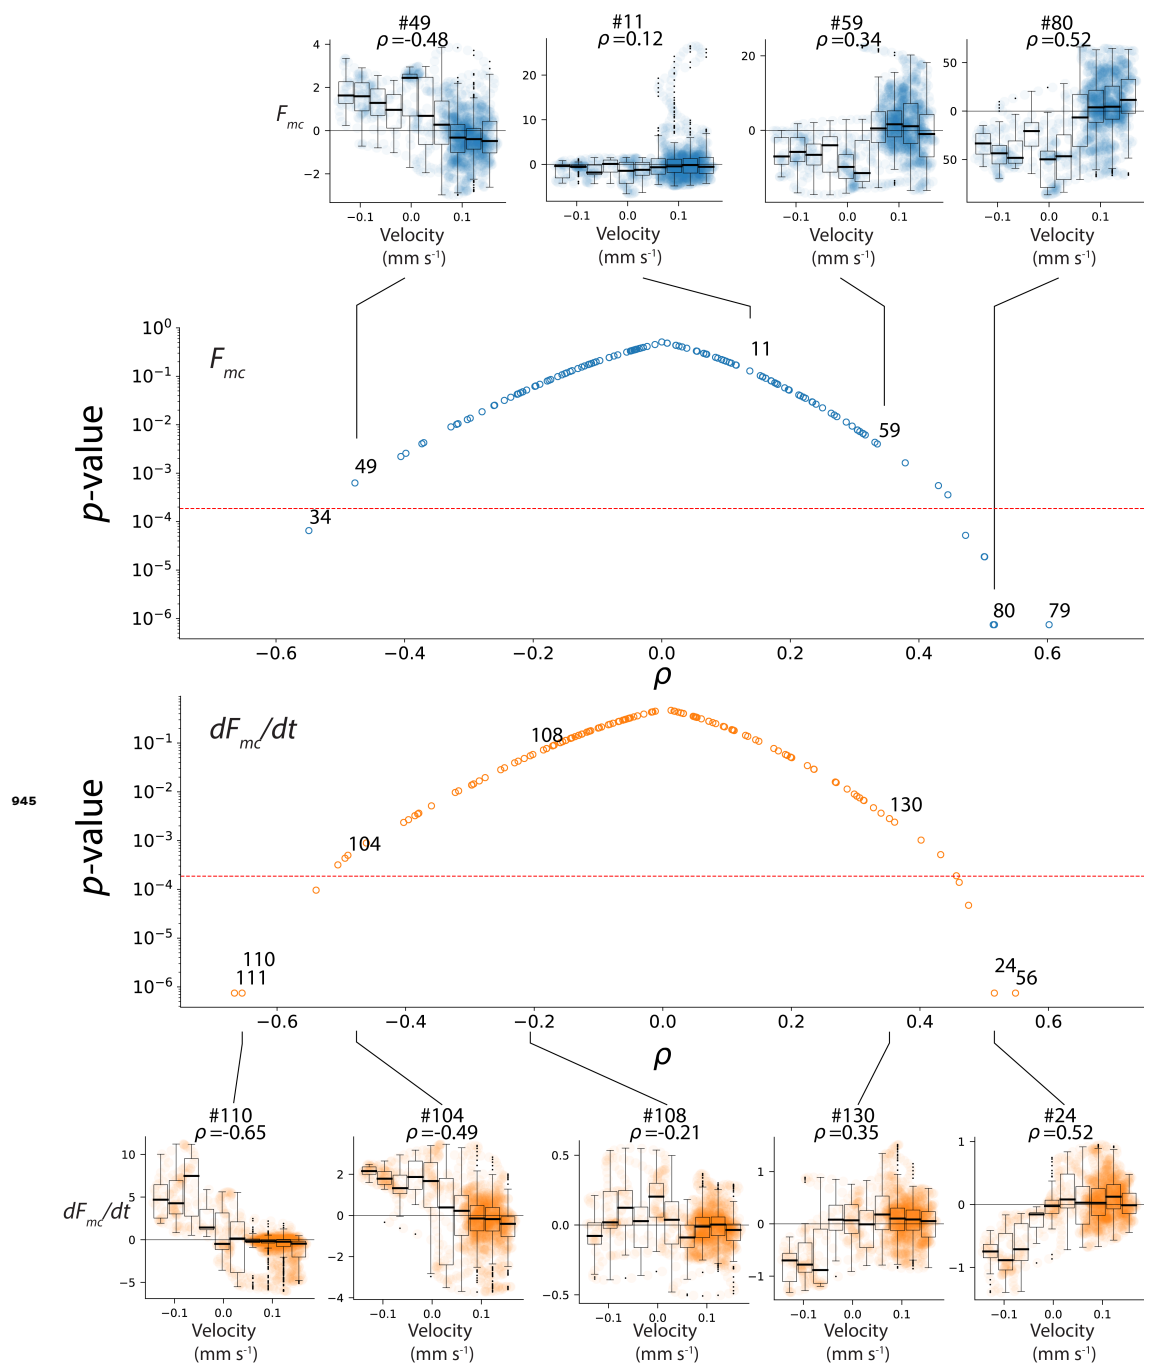 #49 #11 #59 #80
ρ=-0.48 ρ=0.12 ρ=0.34 ρ=0.52
4 2 0 −2
20 10 0
20 0
50 0 50
Fmc
−0.1 0.0 0.1 −0.1 0.0 0.1 −0.1 0.0 0.1 −0.1 0.0 0.1
Velocity Velocity Velocity Velocity
(mm s-1) (mm s-1) (mm s-1) (mm s-1)
Fmc
p-value
10^0
10^−1
10^−2
10^−3
10^−4
10^−5
10^−6
11
59
49
34
80 79
−0.6 −0.4 −0.2 0.0 0.2 0.4 0.6
ρ
dFmc/dt
945
p-value
10^−1
10^−2
10^−3
10^−4
10^−5
10^−6
108
130
104
110
111
24
56
−0.6 −0.4 −0.2 0.0 0.2 0.4 0.6
ρ
#110 #104 #108 #130 #24
ρ=-0.65 ρ=-0.49 ρ=-0.21 ρ=0.35 ρ=0.52
dFmc/dt
10 5 0 −5
2 0 −2 −4
0.5 0.0 −0.5
1 0 −1
1 0 −1
−0.1 0.0 0.1 −0.1 0.0 0.1 −0.1 0.0 0.1 −0.1 0.0 0.1 −0.1 0.0 0.1
Velocity Velocity Velocity Velocity Velocity
(mm s-1) (mm s-1) (mm s-1) (mm s-1) (mm s-1)